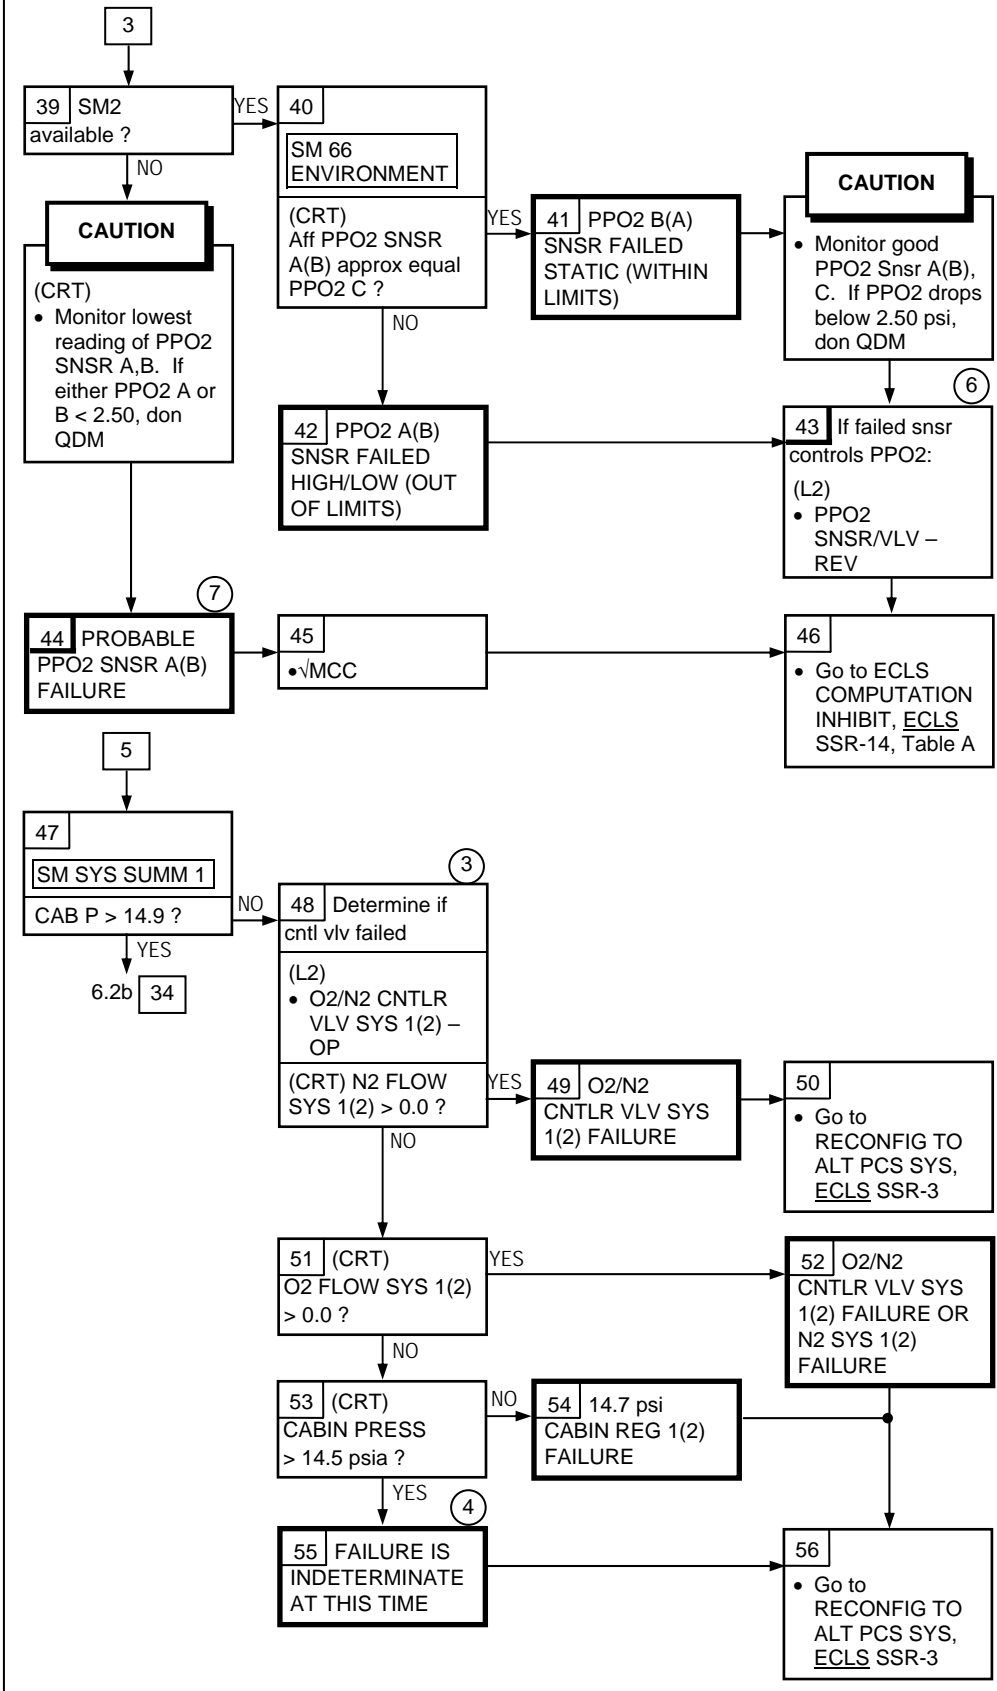 3
39 SM2
available ?
YES
NO
40
SM 66
ENVIRONMENT
(CRT)
Aff PPO2 SNSR
A(B) approx equal
PPO2 C ?
YES
NO
41 PPO2 B(A)
SNSR FAILED
STATIC (WITHIN
LIMITS)
CAUTION
• Monitor good
PPO2 Snsr A(B),
C. If PPO2 drops
below 2.50 psi,
don QDM
CAUTION
(CRT)
• Monitor lowest
reading of PPO2
SNSR A,B. If
either PPO2 A or
B < 2.50, don
QDM
42 PPO2 A(B)
SNSR FAILED
HIGH/LOW (OUT
OF LIMITS)
6
43 If failed snsr
controls PPO2:
(L2)
• PPO2
SNSR/VLV –
REV
7
44 PROBABLE
PPO2 SNSR A(B)
FAILURE
45
•√MCC
46
• Go to ECLS
COMPUTATION
INHIBIT, ECLS
SSR-14, Table A
5
47
SM SYS SUMM 1
CAB P > 14.9 ?
NO
YES
6.2b 34
3
48 Determine if
cntl vlv failed
(L2)
• O2/N2 CNTLR
VLV SYS 1(2) –
OP
(CRT) N2 FLOW
SYS 1(2) > 0.0 ?
YES
NO
49 O2/N2
CNTLR VLV SYS
1(2) FAILURE
50
• Go to
RECONFIG TO
ALT PCS SYS,
ECLS SSR-3
51 (CRT)
O2 FLOW SYS 1(2)
> 0.0 ?
YES
NO
52 O2/N2
CNTLR VLV SYS
1(2) FAILURE OR
N2 SYS 1(2)
FAILURE
53 (CRT)
CABIN PRESS
> 14.5 psia ?
NO
YES
54 14.7 psi
CABIN REG 1(2)
FAILURE
4
55 FAILURE IS
INDETERMINATE
AT THIS TIME
56
• Go to
RECONFIG TO
ALT PCS SYS,
ECLS SSR-3